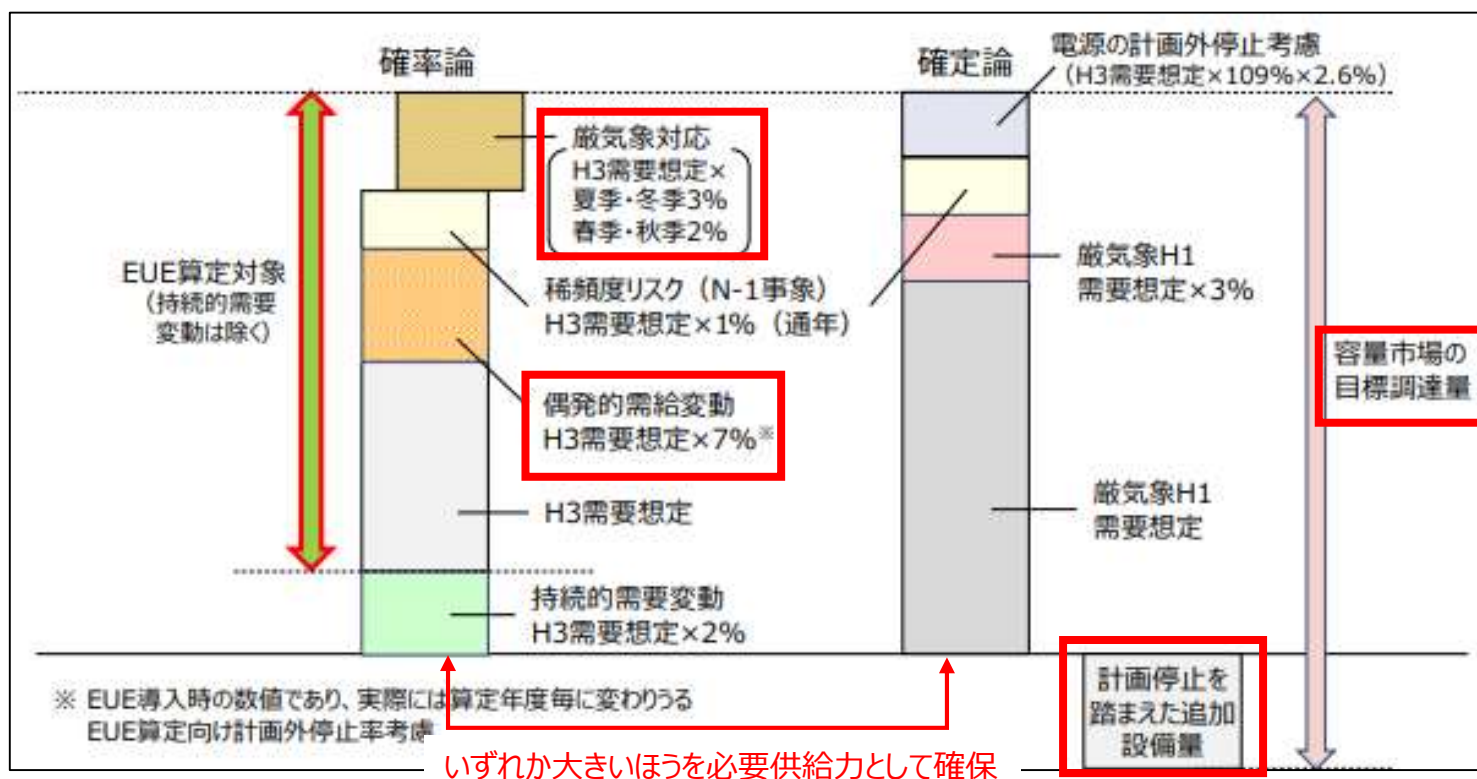 確率論
確定論
電源の計画外停止考慮
（H3需要想定×109%×2.6%）
厳気象対応
H3需要想定×
夏季・冬季3%
春季・秋季2%
EUE算定対象
（持続的需要
変動は除く）
稀頻度リスク（N-1事象）
H3需要想定×1%（通年）
厳気象H1
需要想定×3%
容量市場の
目標調達量
偶発的需給変動
H3需要想定×7%※
H3需要想定
厳気象H1
需要想定
持続的需要変動
H3需要想定×2%
計画停止を
踏まえた追加
設備量
※ EUE導入時の数値であり、実際には算定年度毎に変わりうる
EUE算定向け計画外停止率考慮
いずれか大きいほうを必要供給力として確保